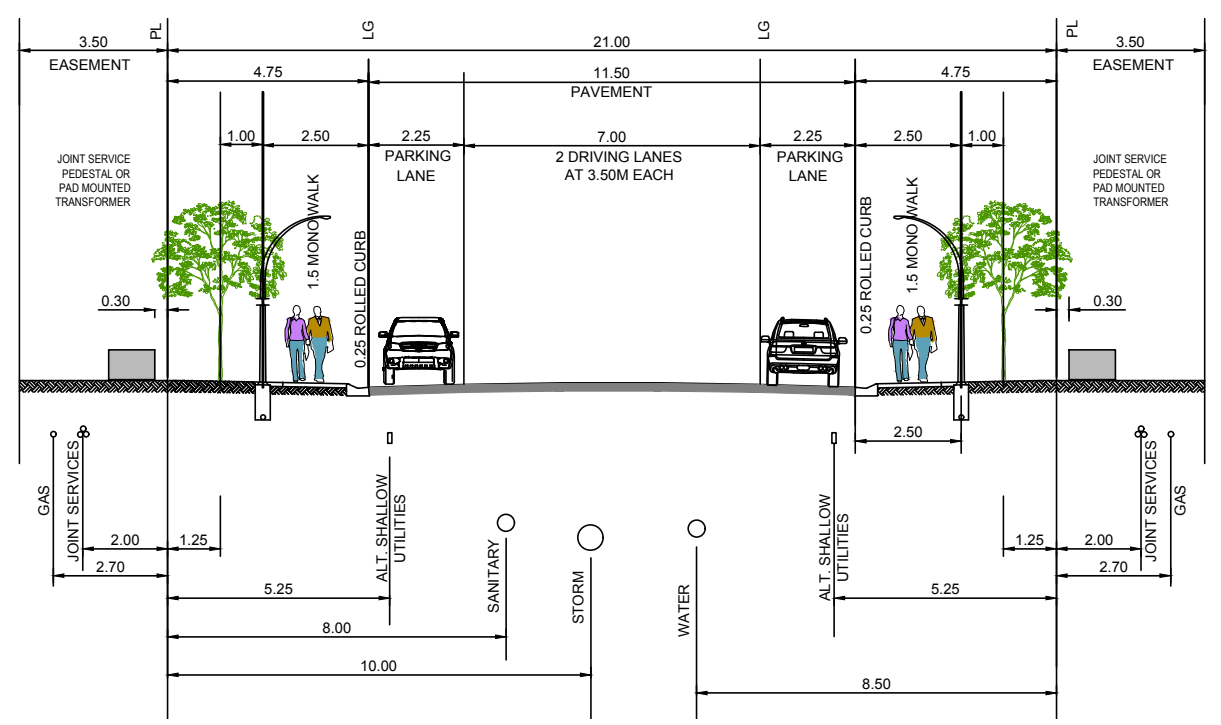 PL
LG
LG
PL
3.50
21.00
3.50
EASEMENT
EASEMENT
4.75
11.50
4.75
PAVEMENT
1.00
2.50
2.25
7.00
2.25
2.50
1.00
PARKING
LANE
2 DRIVING LANES
AT 3.50M EACH
PARKING
LANE
JOINT SERVICE
PEDESTAL OR
PAD MOUNTED
TRANSFORMER
JOINT SERVICE
PEDESTAL OR
PAD MOUNTED
TRANSFORMER
1.5 MONO WALK
0.25 ROLLED CURB
0.25 ROLLED CURB
1.5 MONO WALK
0.30
0.30
2.50
GAS
JOINT SERVICES
ALT. SHALLOW
UTILITIES
SANITARY
STORM
WATER
ALT. SHALLOW
UTILITIES
JOINT SERVICES
GAS
2.00
1.25
1.25
2.00
2.70
2.70
5.25
5.25
8.00
10.00
8.50